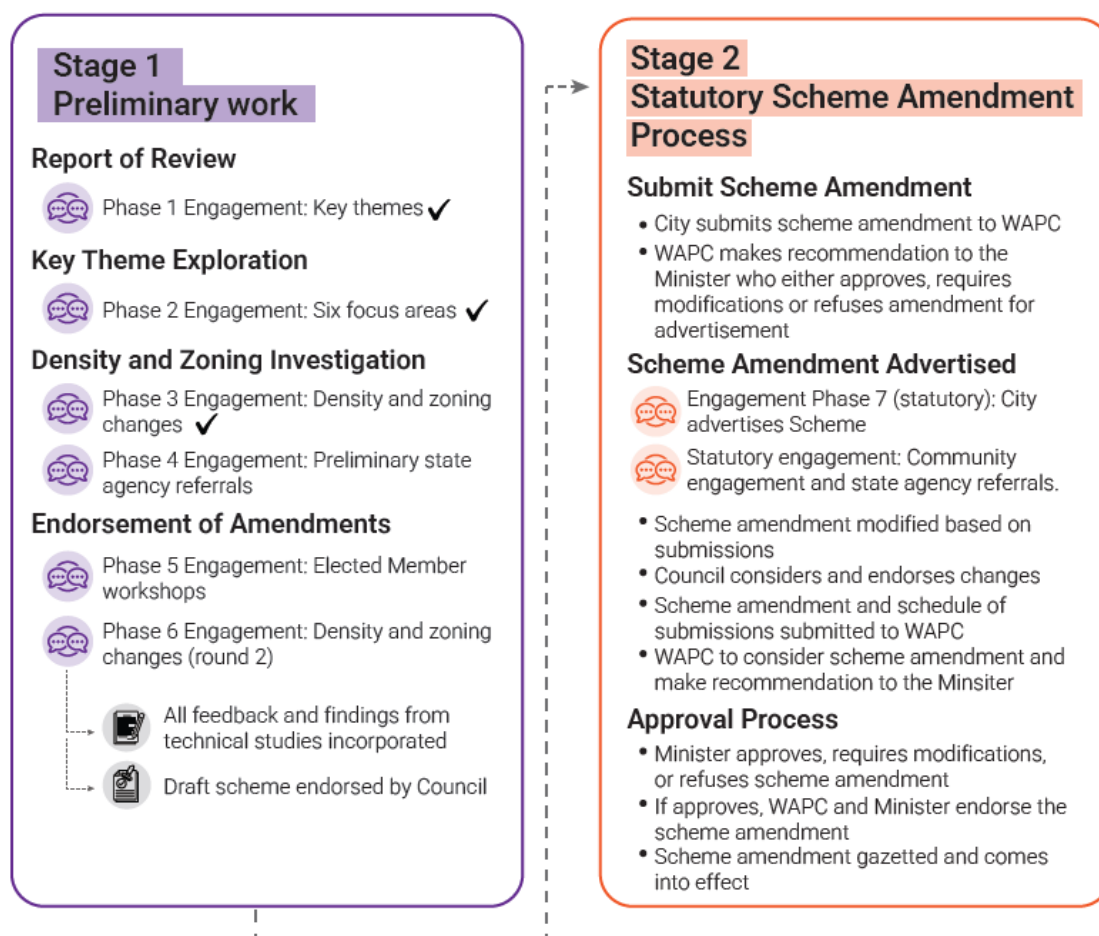 Stage 1
Preliminary work
Report of Review
Phase 1 Engagement: Key themes ✔
Key Theme Exploration
Phase 2 Engagement: Six focus areas ✔
Density and Zoning Investigation
Phase 3 Engagement: Density and zoning
changes ✔
Phase 4 Engagement: Preliminary state
agency referrals
Endorsement of Amendments
Phase 5 Engagement: Elected Member
workshops
Phase 6 Engagement: Density and zoning
changes (round 2)
All feedback and findings from
technical studies incorporated
Draft scheme endorsed by Council
Stage 2
Statutory Scheme Amendment
Process
Submit Scheme Amendment
• City submits scheme amendment to WAPC
• WAPC makes recommendation to the
Minister who either approves, requires
modifications or refuses amendment for
advertisement
Scheme Amendment Advertised
Engagement Phase 7 (statutory): City
advertises Scheme
Statutory engagement: Community
engagement and state agency referrals.
• Scheme amendment modified based on
submissions
• Council considers and endorses changes
• Scheme amendment and schedule of
submissions submitted to WAPC
• WAPC to consider scheme amendment and
make recommendation to the Minsiter
Approval Process
• Minister approves, requires modifications,
or refuses scheme amendment
• If approves, WAPC and Minister endorse the
scheme amendment
• Scheme amendment gazetted and comes
into effect